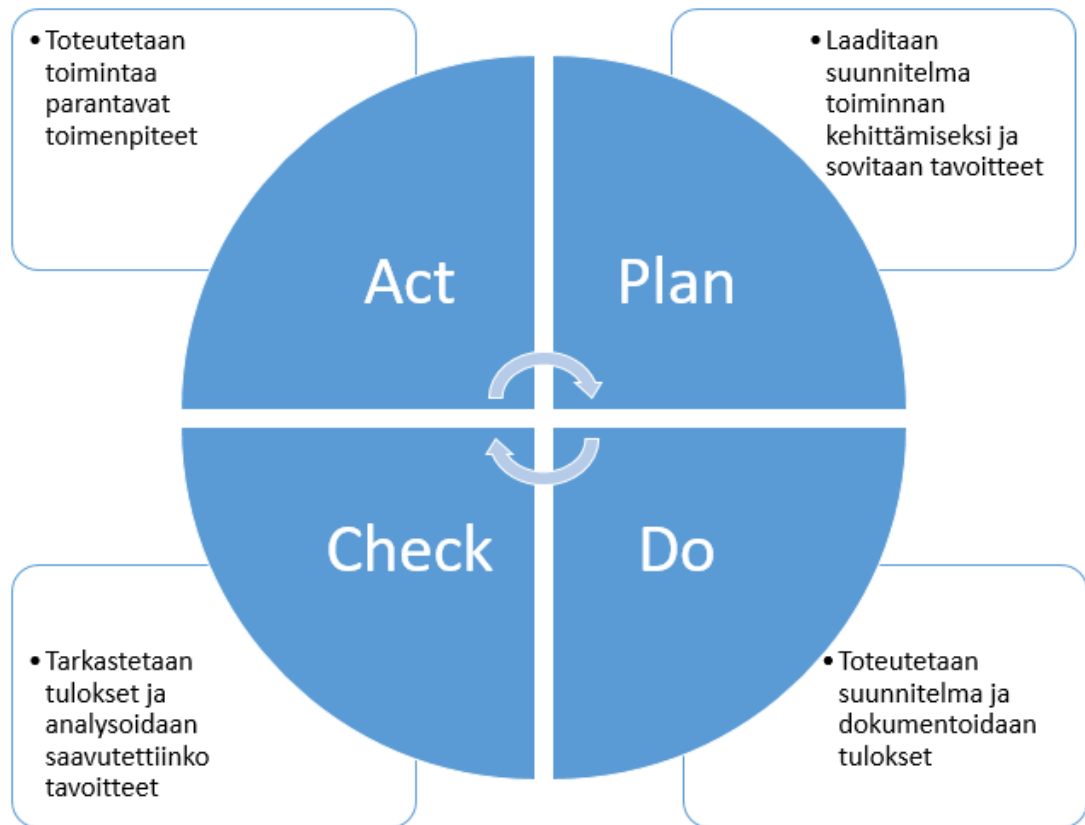 • Toteutetaan
toimintaa
parantavat
toimenpiteet
• Laaditaan
suunnitelma
toiminnan
kehittämiseksi ja
sovitaan tavoitteet
Act
Plan
Check
Do
• Tarkastetaan
tulokset ja
analysoidaan
saavutettiinko
tavoitteet
• Toteutetaan
suunnitelma ja
dokumentoidaan
tulokset